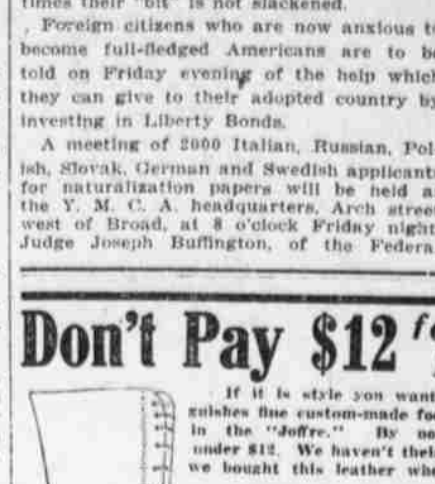 times their "bit" is not slackened.
Foreign citizens who are now anxious to
become full-fledged Americans are to be
told on Friday evening of the help which
they can give to their adopted country by
investing in Liberty Bonds.
A meeting of 2000 Italian, Russian, Pol-
ish, Slovak, German and Swedish applicants
for naturalization papers will be held at
the Y. M. C. A. headquarters, Arch street
west of Broad, at 8 o'clock Friday night.
Judge Joseph Buffington, of the Federal
Don't Pay $12 f
If it is style you want
guishes fine custom-made foo
in the "Joffre." By no
under $12. We haven't thei
we bought this leather whe